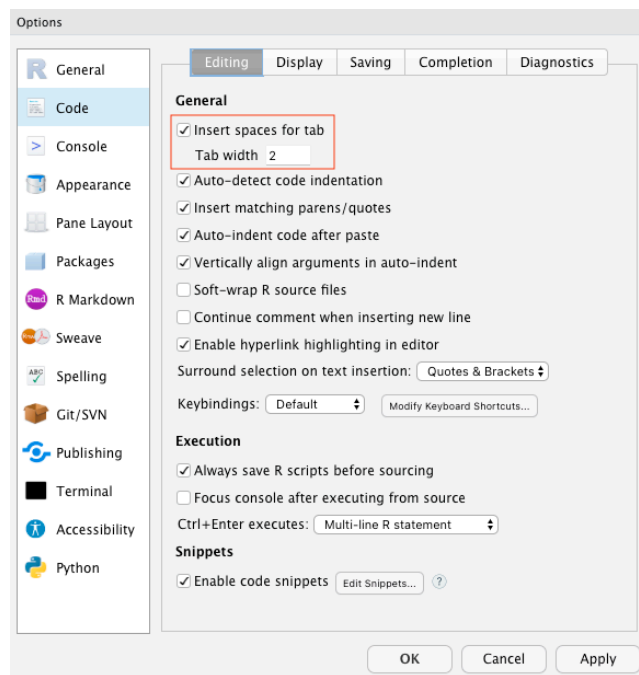 Options
R General
Code
> Console
Appearance
Pane Layout
Packages
Rmd R Markdown
Sweave
ABC Spelling
Git/SVN
Publishing
Terminal
Accessibility
Python
Editing Display Saving Completion Diagnostics
General
Insert spaces for tab
Tab width 2
Auto-detect code indentation
Insert matching parens/quotes
Auto-indent code after paste
Vertically align arguments in auto-indent
Soft-wrap R source files
Continue comment when inserting new line
Enable hyperlink highlighting in editor
Surround selection on text insertion: Quotes & Brackets
Keybindings: Default Modify Keyboard Shortcuts...
Execution
Always save R scripts before sourcing
Focus console after executing from source
Ctrl+Enter executes: Multi-line R statement
Snippets
Enable code snippets Edit Snippets... ?
OK Cancel Apply